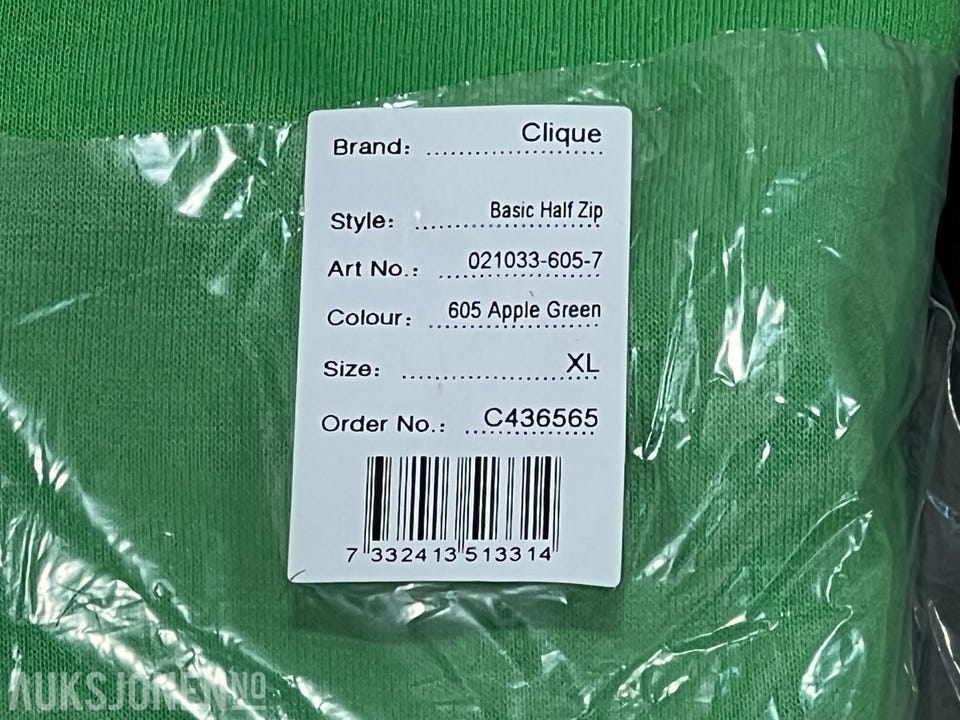 Brand: Clique
Style: Basic Half Zip
Art No.: 021033-605-7
Colour: 605 Apple Green
Size: XL
Order No.: C436565
7 332413 513314
AUKSJONEN.NO